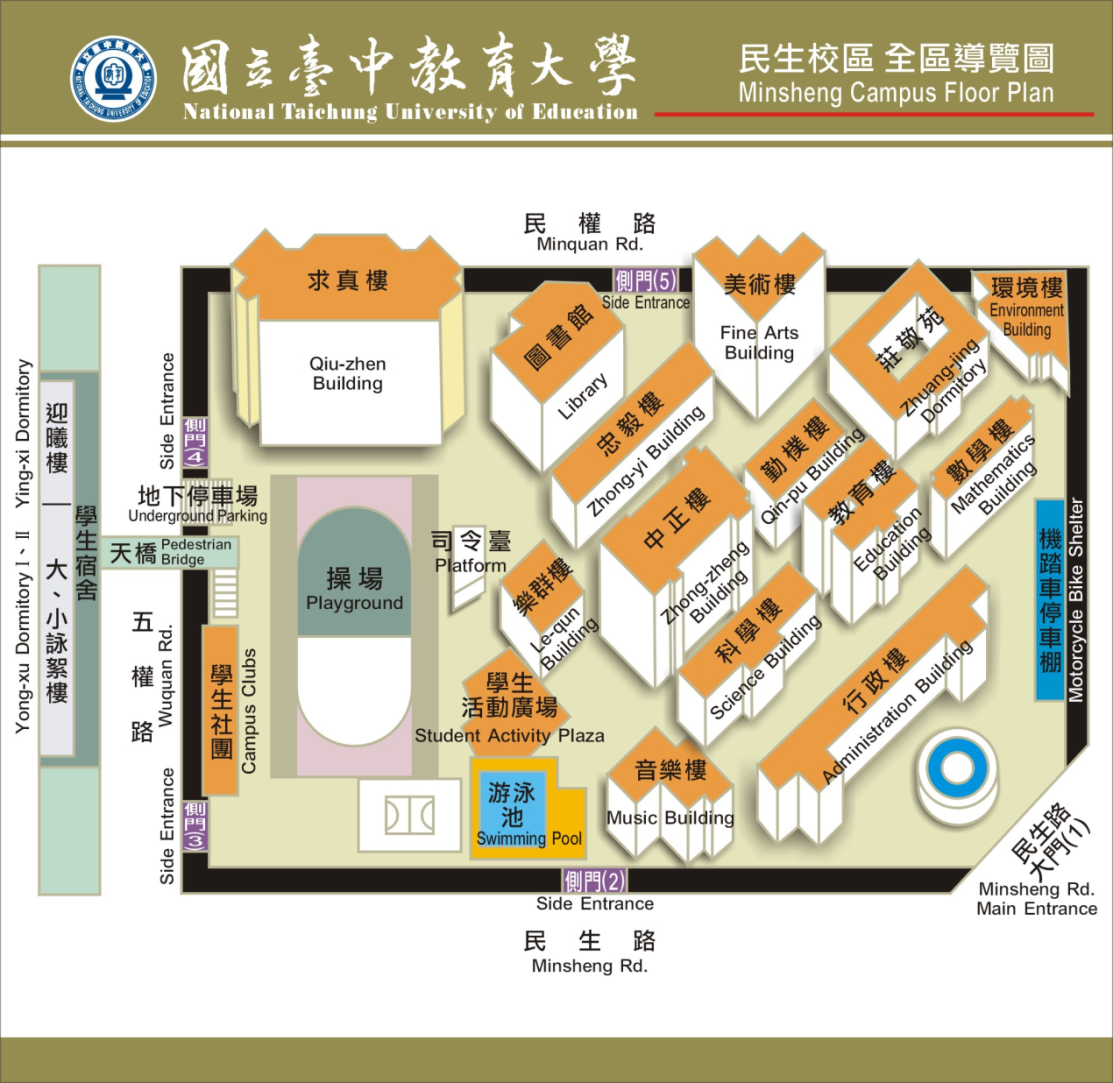 國立臺中教育大學
National Taichung University of Education
民生校區 全區導覽圖
Minsheng Campus Floor Plan
民 權 路
Minquan Rd.
求真樓
Qiu-zhen
Building
側門(5)
Side Entrance
圖書館
Library
美術樓
Fine Arts
Building
莊敬苑
Zhuang-jing
Dormitory
環境樓
Environment
Building
忠毅樓
Zhong-yi Building
勤樸樓
Qin-pu Building
教育樓
Education
Building
數學樓
Mathematics
Building
中正樓
Zhong-zheng
Building
側門(4)
Side Entrance
地下停車場
Underground Parking
天橋
Pedestrian
Bridge
迎曦樓
Ying-xi Dormitory
大、小詠絮樓
Yong-xu Dormitory I、II
學生宿舍
操場
Playground
司令臺
Platform
樂群樓
Le-qun
Building
科學樓
Science Building
行政樓
Administration Building
機踏車停車棚
Motorcycle Bike Shelter
五 權 路
Wuquan Rd.
學生社團
Campus Clubs
學生
活動廣場
Student Activity Plaza
游泳
池
Swimming Pool
音樂樓
Music Building
側門(3)
Side Entrance
側門(2)
Side Entrance
民生路
大門(1)
Minsheng Rd.
Main Entrance
民 生 路
Minsheng Rd.